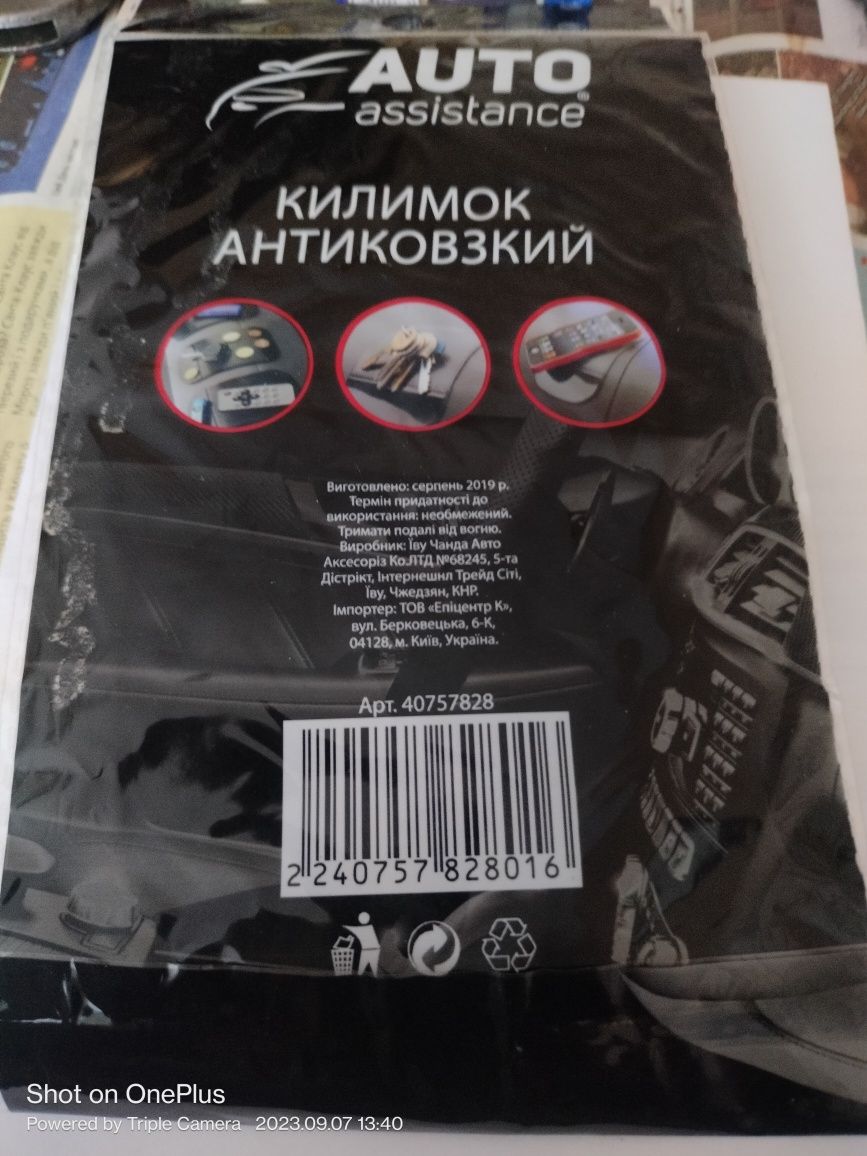 AUTO
assistance®
КИЛИМОК
АНТИКОВЗКИЙ
Виготовлено: серпень 2019 р.
Термін придатності до
використання: необмежений.
Тримати подалі від вогню.
Виробник: Їву Чанда Авто
Аксесоріз Ко.ЛТД №68245, 5-та
Дістрікт, Інтернешнл Трейд Сіті,
Їву, Чжедзян, КНР.
Імпортер: ТОВ «Епіцентр К»,
вул. Берковецька, 6-К,
04128, м. Київ, Україна.
Арт. 40757828
2 240757 828016
Shot on OnePlus
Powered by Triple Camera 2023.09.07 13:40